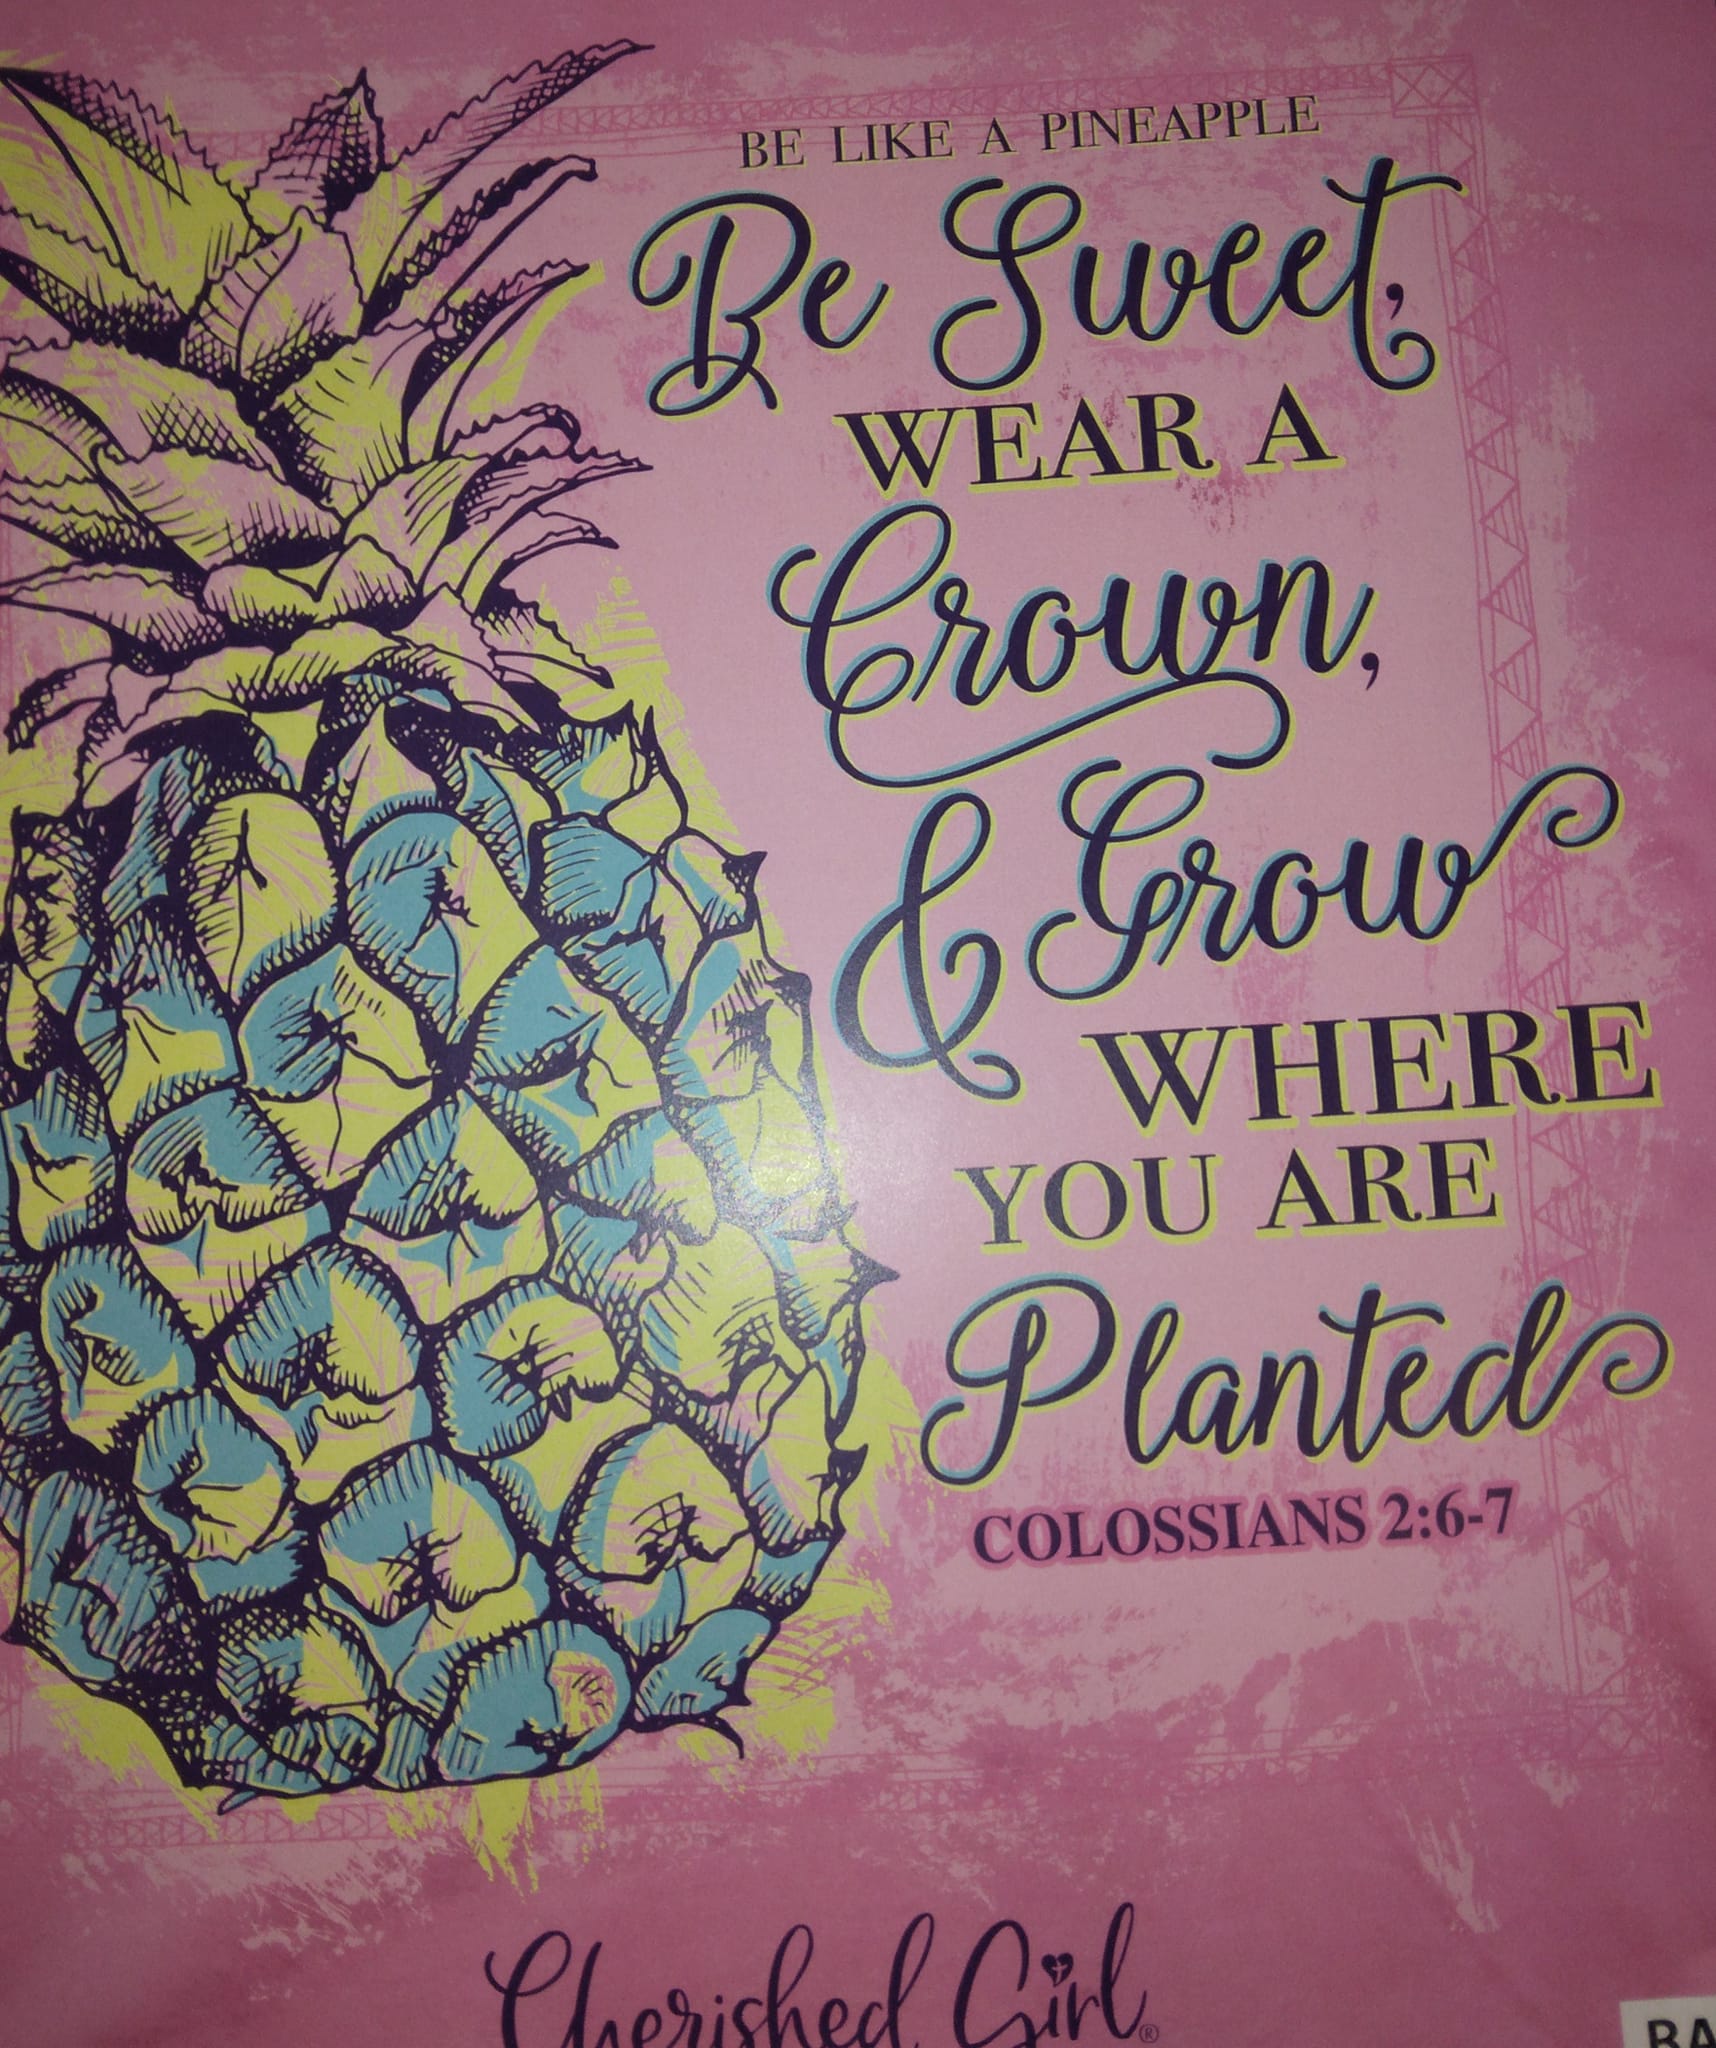 BE LIKE A PINEAPPLE
Be Sweet,
WEAR A
Crown,
& Grow
WHERE
YOU ARE
Planted
COLOSSIANS 2:6-7
Cherished Girl®